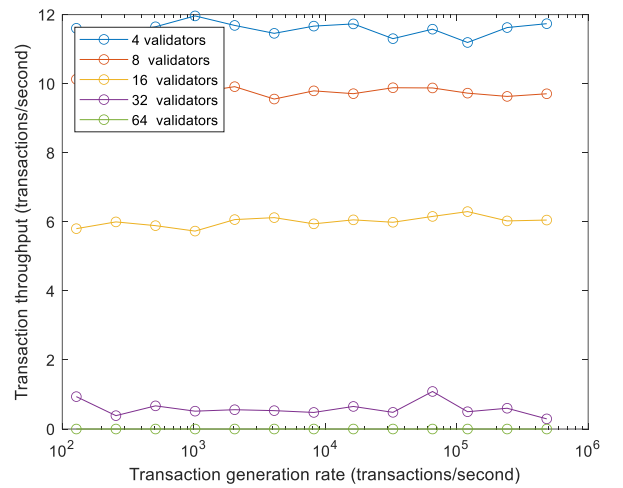 12
10
8
6
4
2
0
4 validators
8 validators
16 validators
32 validators
64 validators
Transaction throughput (transactions/second)
10^2
10^3
10^4
10^5
10^6
Transaction generation rate (transactions/second)